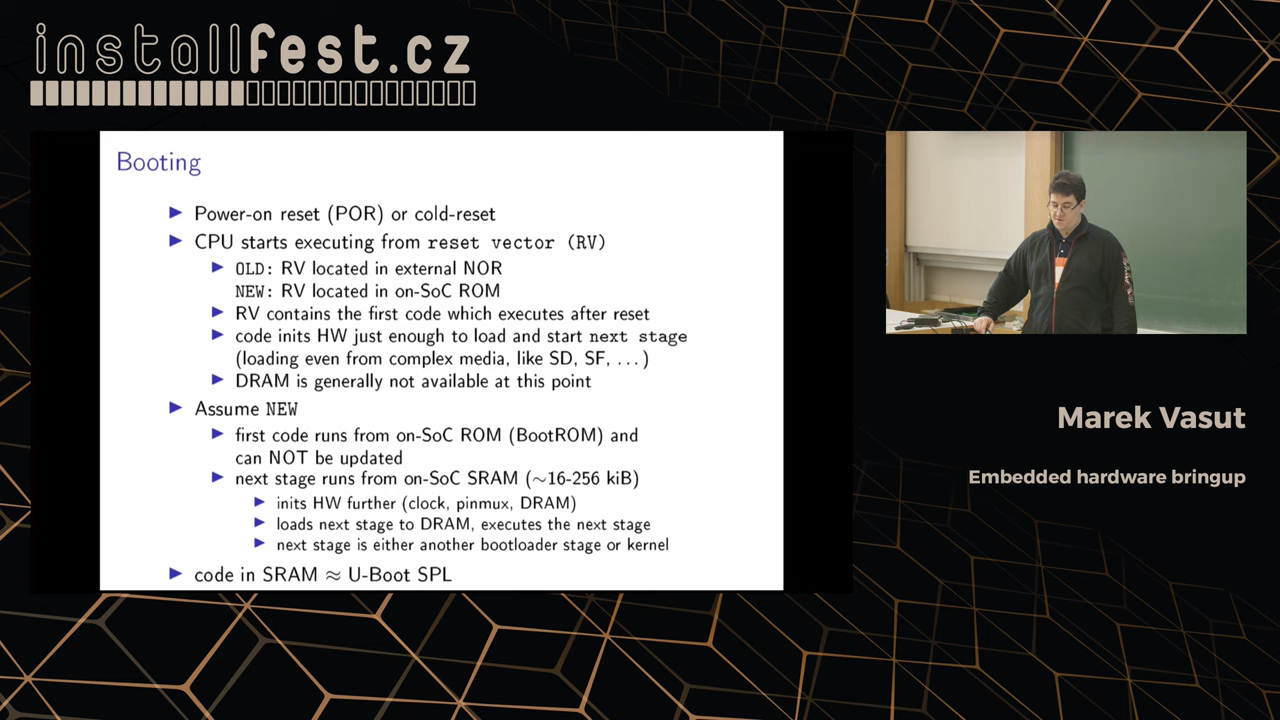 installfest.cz
Booting
▶ Power-on reset (POR) or cold-reset
▶ CPU starts executing from reset vector (RV)
▶ OLD: RV located in external NOR
NEW: RV located in on-SoC ROM
▶ RV contains the first code which executes after reset
▶ code inits HW just enough to load and start next stage
(loading even from complex media, like SD, SF, ...)
▶ DRAM is generally not available at this point
▶ Assume NEW
▶ first code runs from on-SoC ROM (BootROM) and
can NOT be updated
▶ next stage runs from on-SoC SRAM (~16-256 kiB)
▶ inits HW further (clock, pinmux, DRAM)
▶ loads next stage to DRAM, executes the next stage
▶ next stage is either another bootloader stage or kernel
▶ code in SRAM ≈ U-Boot SPL
Marek Vasut
Embedded hardware bringup